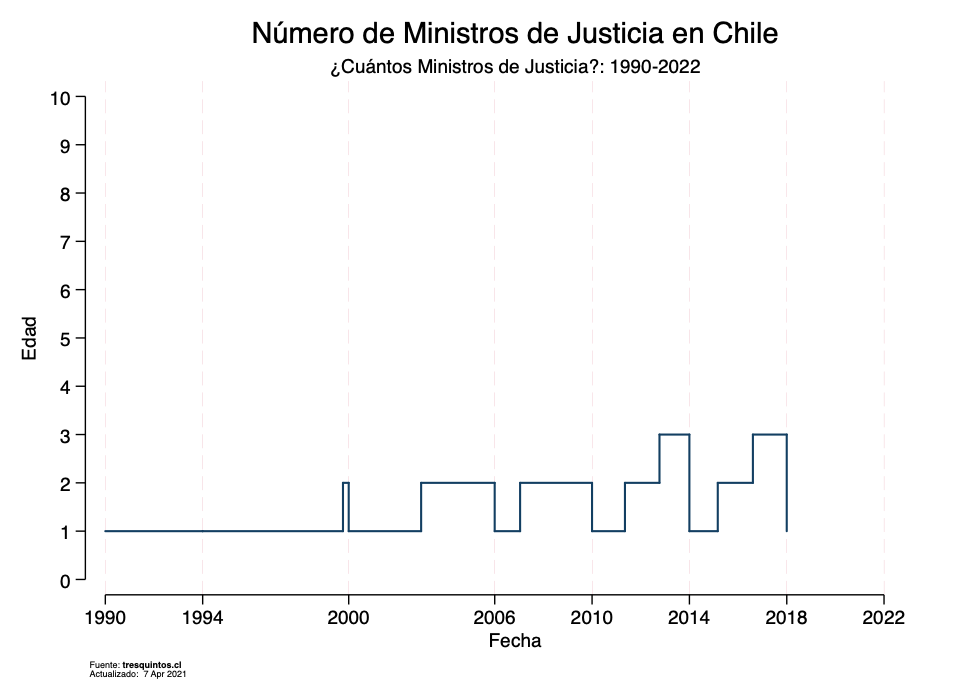 Número de Ministros de Justicia en Chile
¿Cuántos Ministros de Justicia?: 1990-2022
10
9
8
7
6
5
4
3
2
1
0
Edad
1990 1994 2000 2006 2010 2014 2018 2022
Fecha
Fuente: tresquintos.cl
Actualizado: 7 Apr 2021